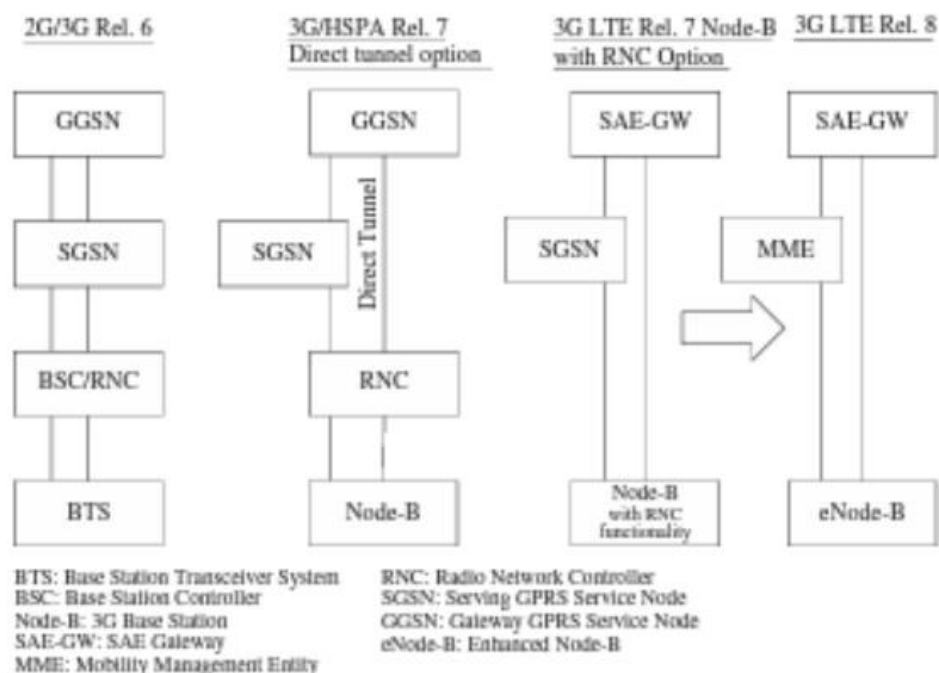 2G/3G Rel. 6
3G/HSPA Rel. 7
Direct tunnel option
3G LTE Rel. 7 Node-B
with RNC Option
3G LTE Rel. 8
GGSN
GGSN
SAE-GW
SAE-GW
SGSN
SGSN
Direct Tunnel
SGSN
MME
BSC/RNC
RNC
BTS
Node-B
Node-B
with RNC
functionality
eNode-B
BTS: Base Station Transceiver System
BSC: Base Station Controller
Node-B: 3G Base Station
SAE-GW: SAE Gateway
MME: Mobility Management Entity
RNC: Radio Network Controller
SGSN: Serving GPRS Service Node
GGSN: Gateway GPRS Service Node
eNode-B: Enhanced Node-B